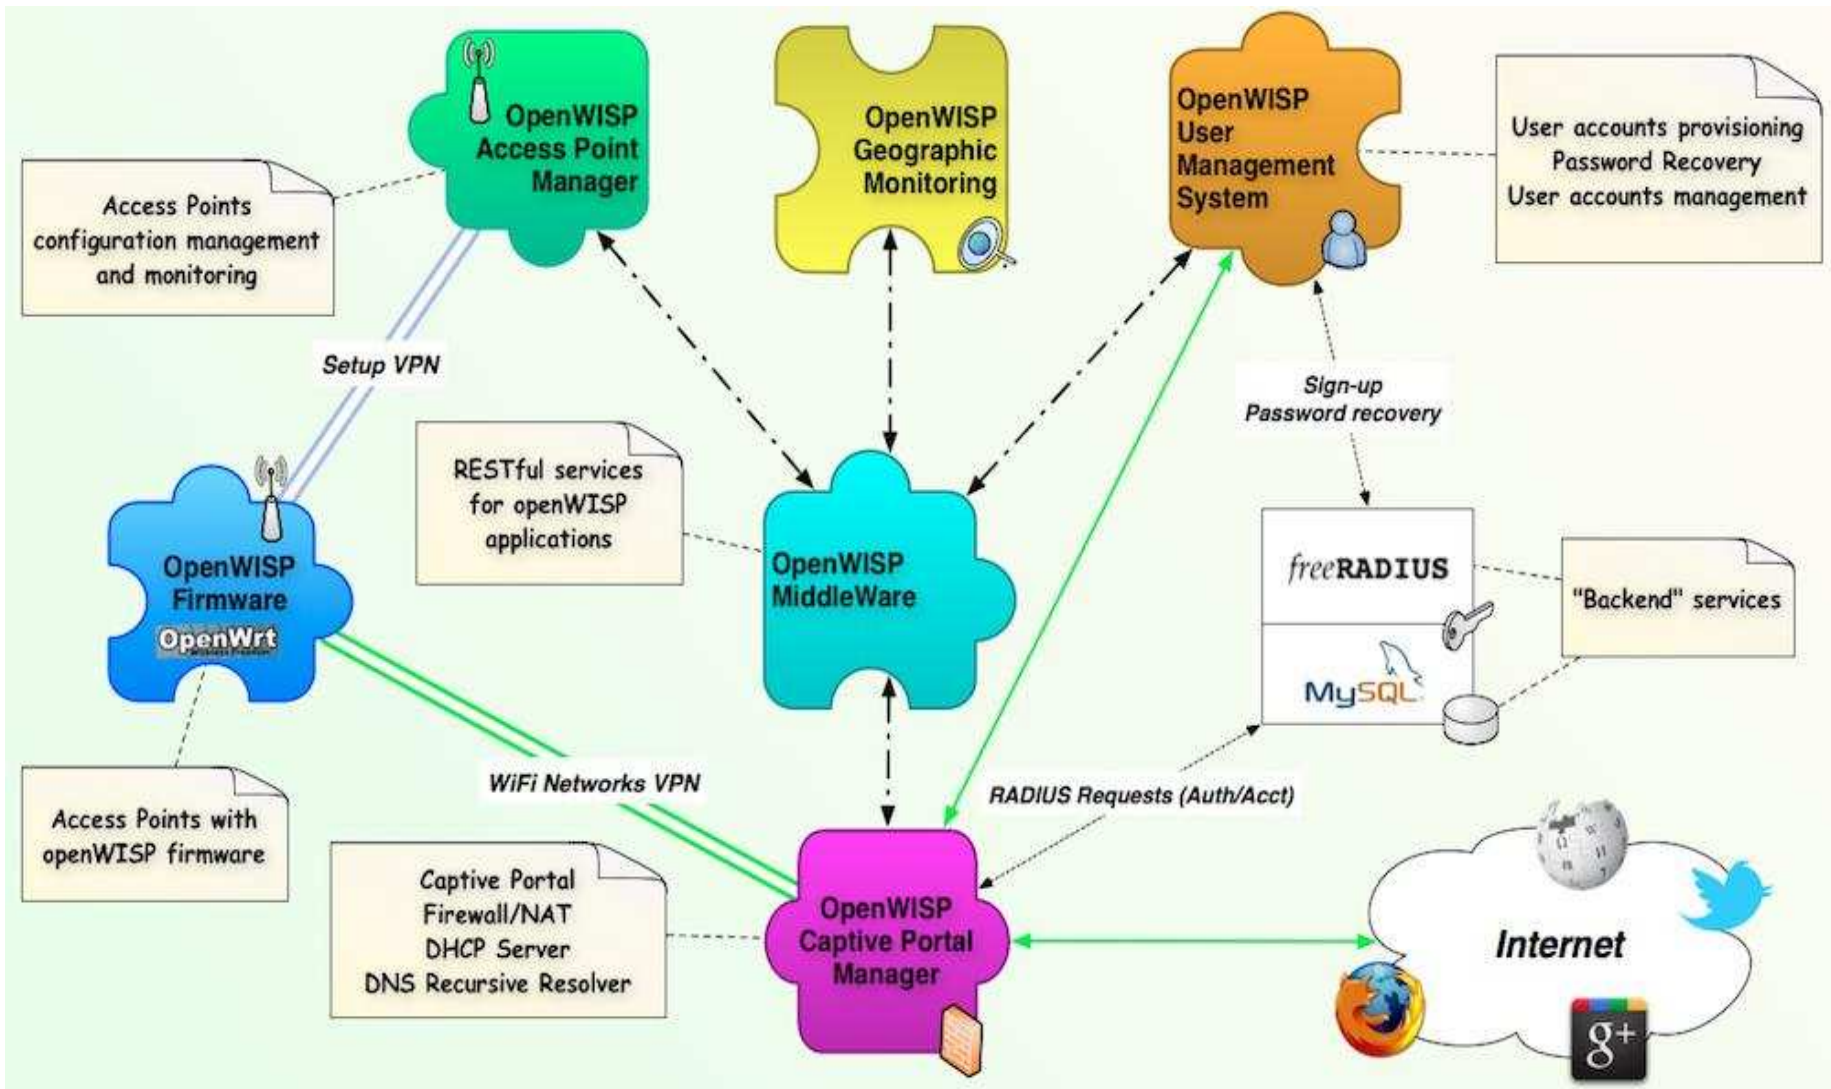 OpenWISP
Access Point
Manager
OpenWISP
Geographic
Monitoring
OpenWISP
User
Management
System
User accounts provisioning
Password Recovery
User accounts management
Access Points
configuration management
and monitoring
Setup VPN
Sign-up
Password recovery
RESTful services
for openWISP
applications
OpenWISP
MiddleWare
OpenWISP
Firmware
OpenWrt
freeRADIUS
MySQL
"Backend" services
WiFi Networks VPN
RADIUS Requests (Auth/Acct)
Access Points with
openWISP firmware
Captive Portal
Firewall/NAT
DHCP Server
DNS Recursive Resolver
OpenWISP
Captive Portal
Manager
Internet
g+